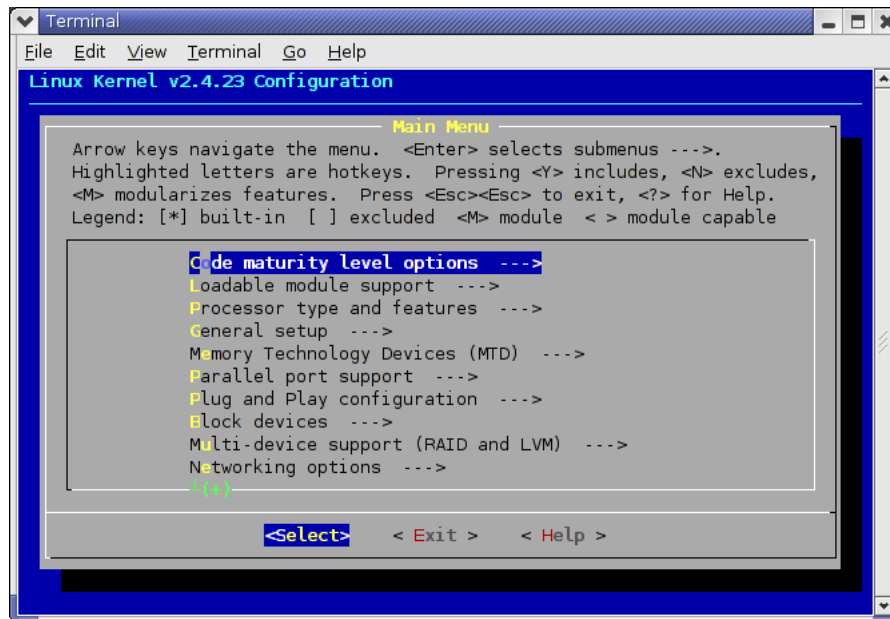 Terminal
File Edit View Terminal Go Help
Linux Kernel v2.4.23 Configuration
Main Menu
Arrow keys navigate the menu. <Enter> selects submenus --->.
Highlighted letters are hotkeys. Pressing <Y> includes, <N> excludes,
<M> modularizes features. Press <Esc><Esc> to exit, <?> for Help.
Legend: [*] built-in [ ] excluded <M> module < > module capable
Code maturity level options --->
Loadable module support --->
Processor type and features --->
General setup --->
Memory Technology Devices (MTD) --->
Parallel port support --->
Plug and Play configuration --->
Block devices --->
Multi-device support (RAID and LVM) --->
Networking options --->
(+)
<Select> < Exit > < Help >